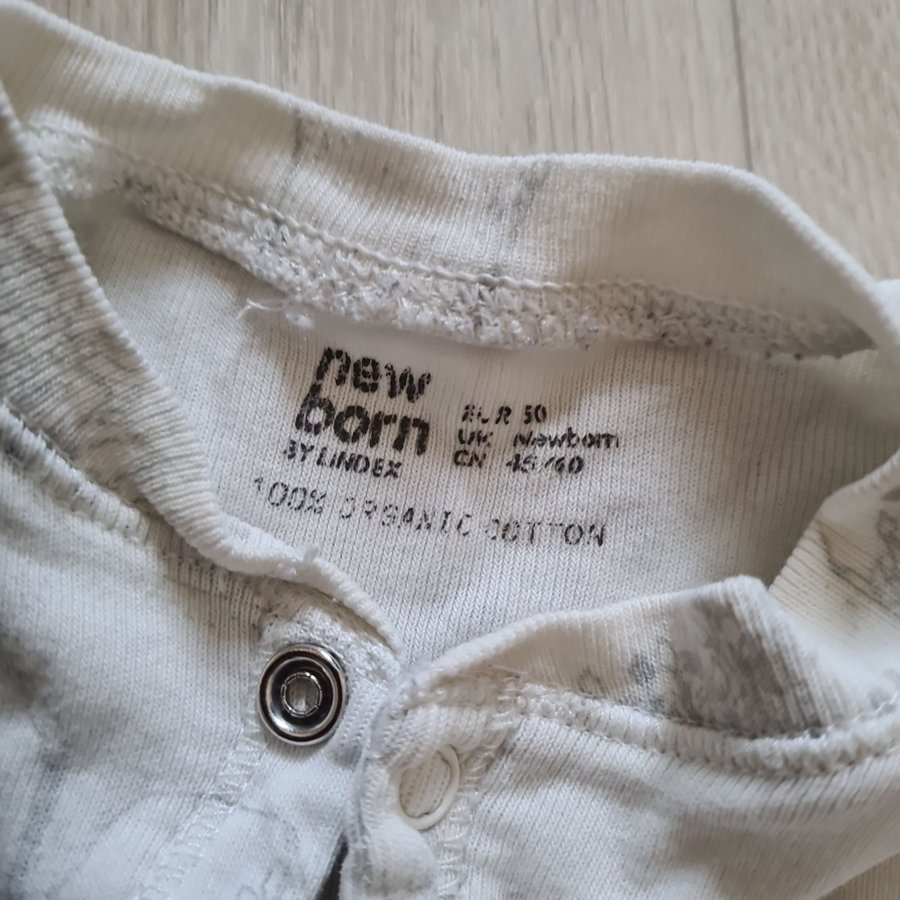 new
born
BY LINDEX
EUR 50
UK Newborn
CN 45/40
100% ORGANIC COTTON